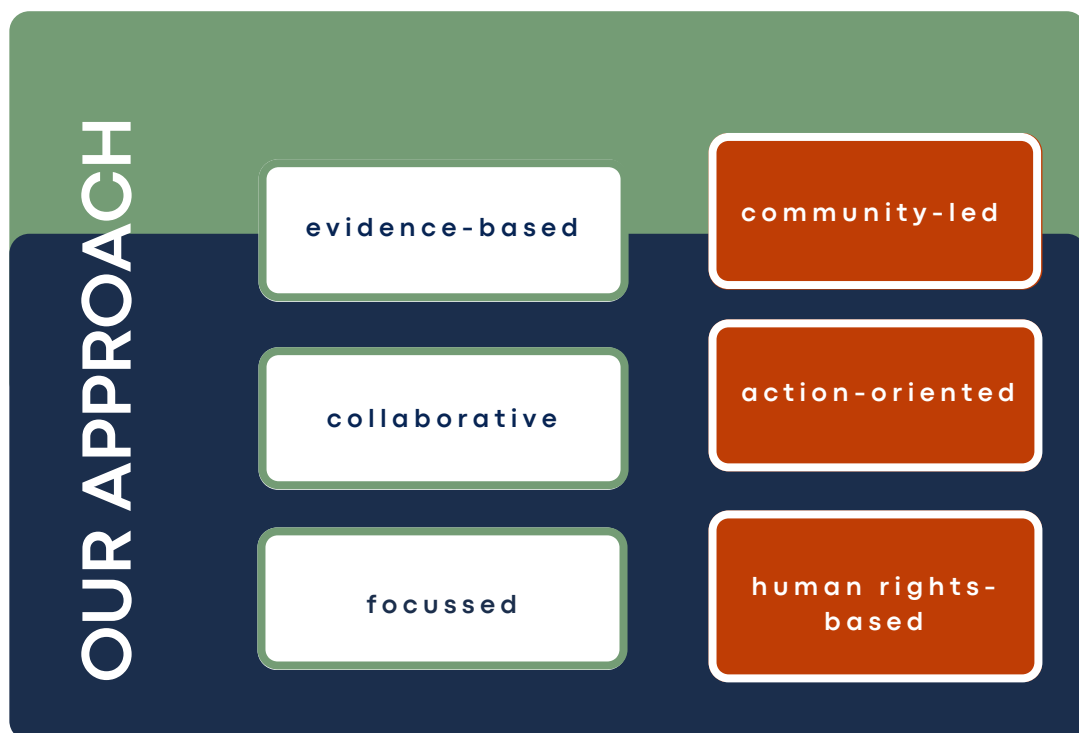 OUR APPROACH
evidence-based
collaborative
focussed
community-led
action-oriented
human rights-
based